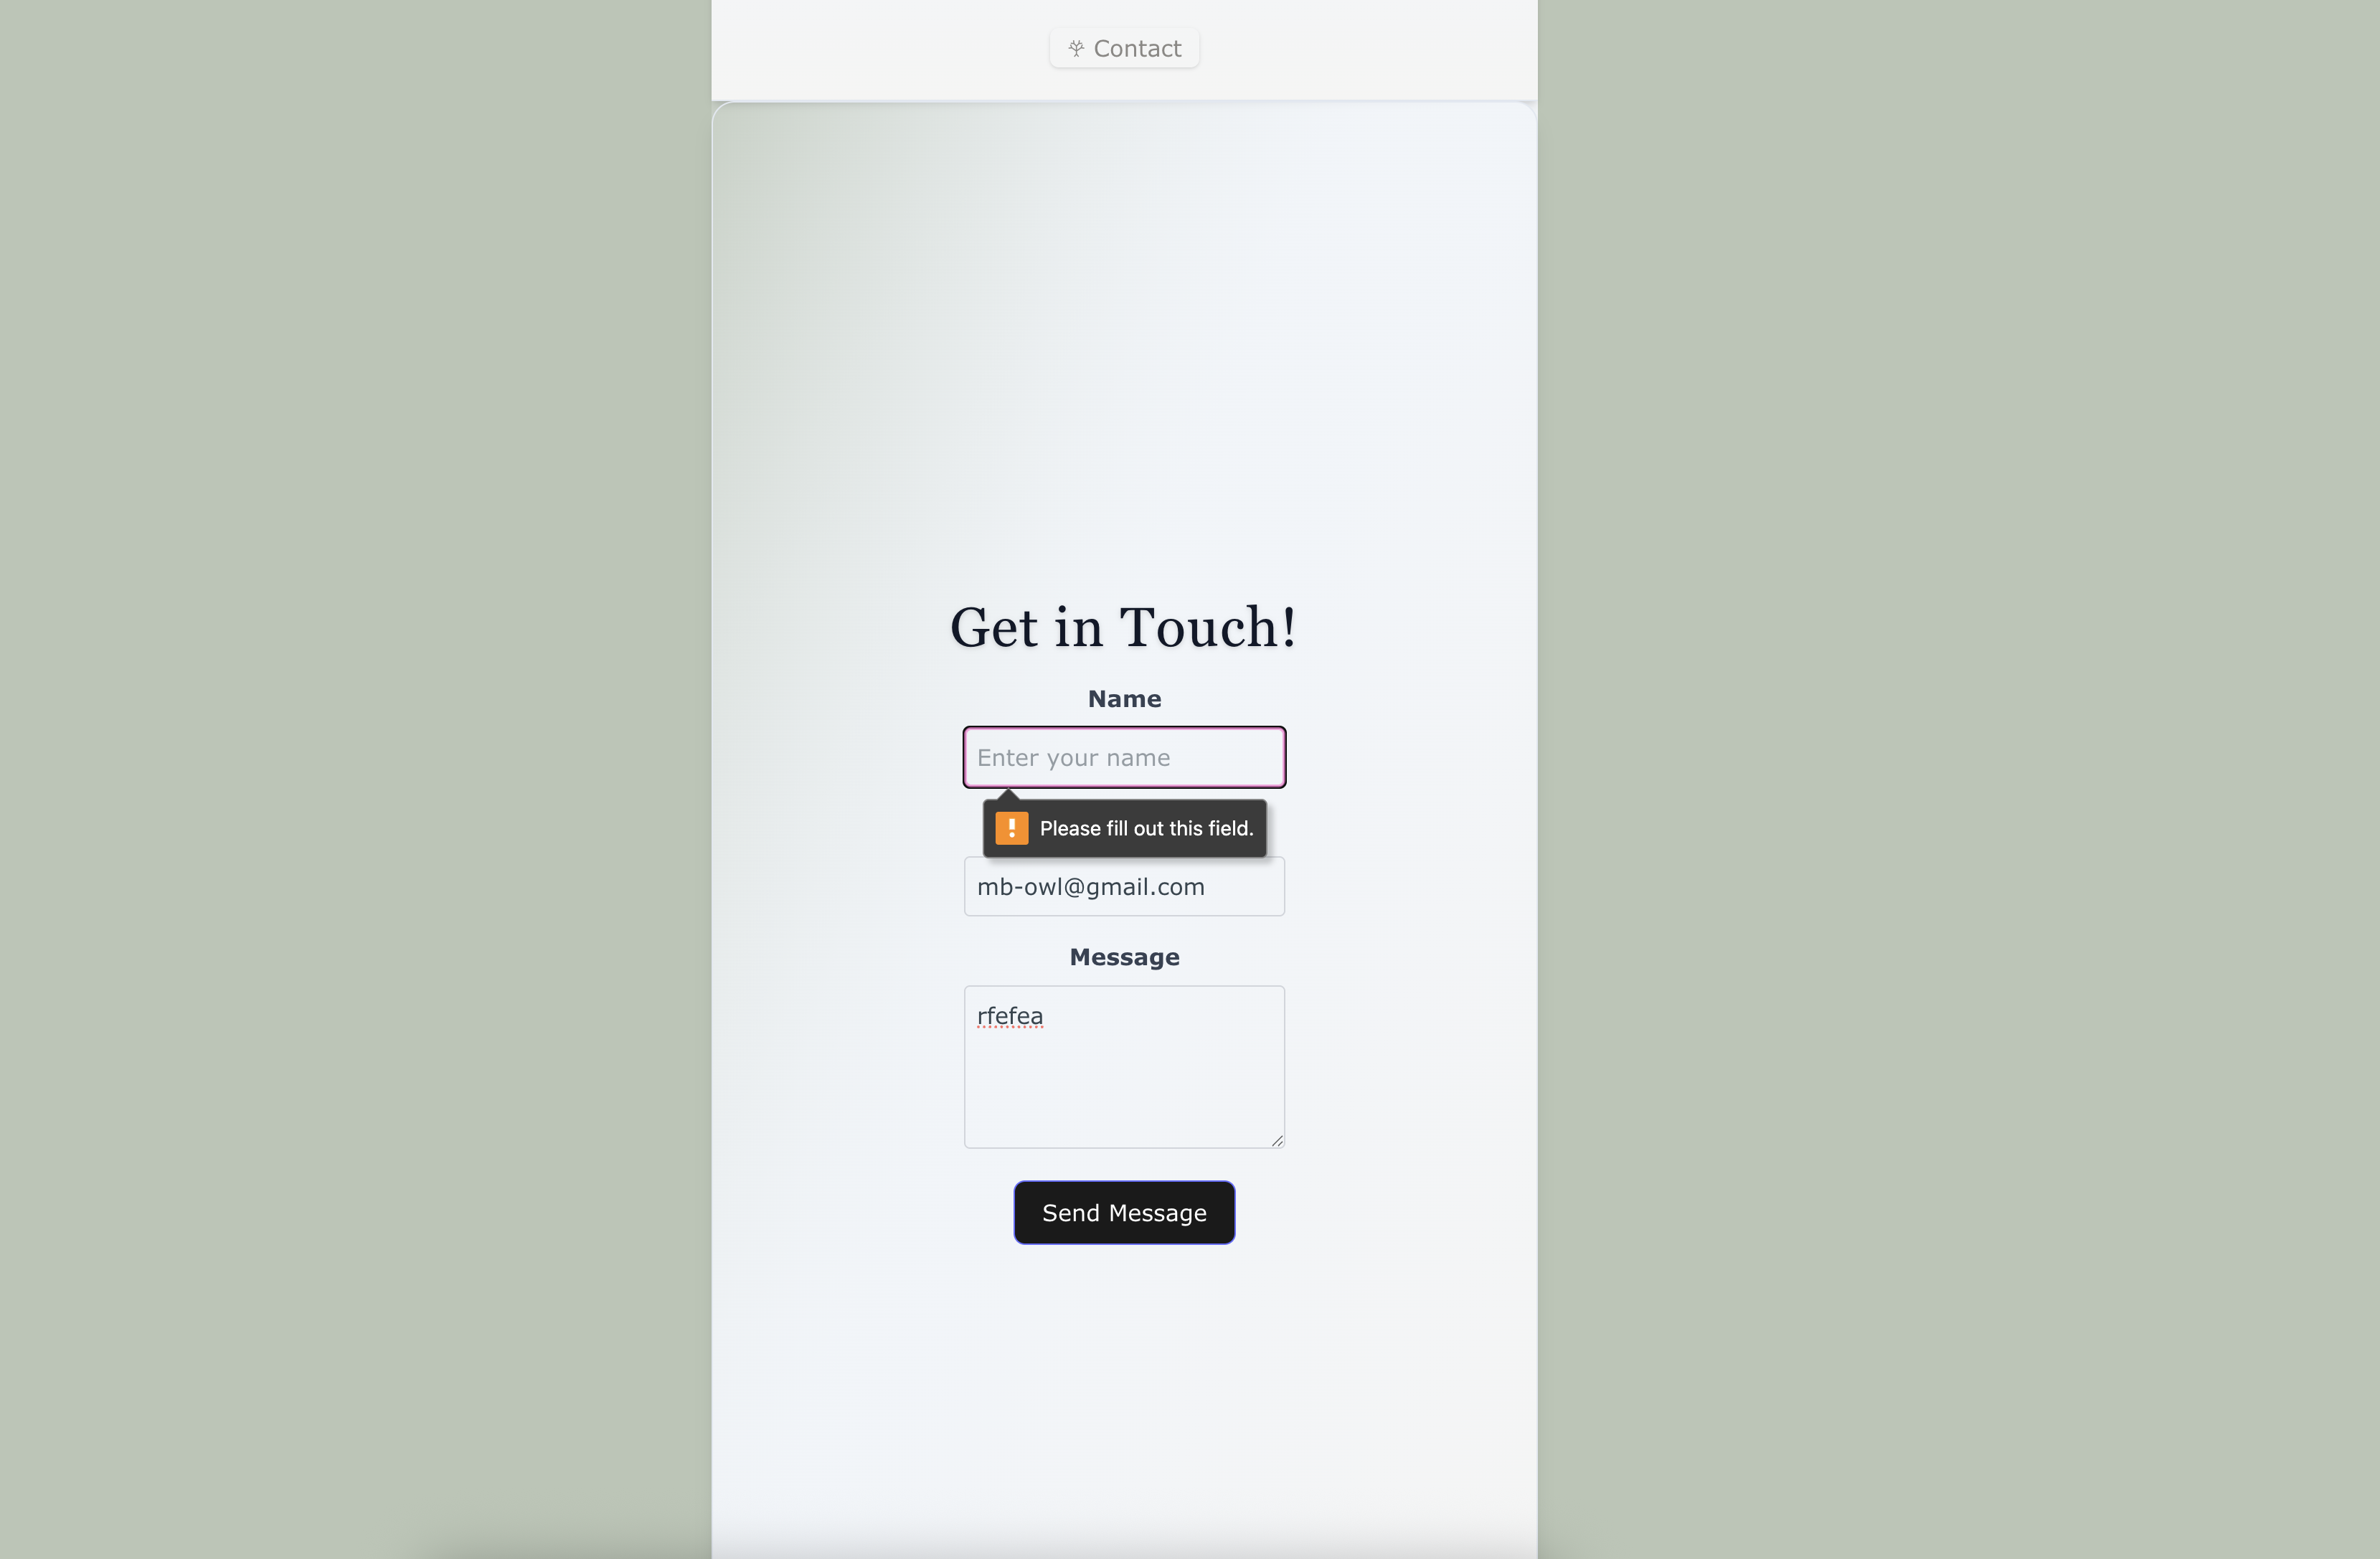 Contact
Get in Touch!
Name
Enter your name
! Please fill out this field.
mb-owl@gmail.com
Message
rfefea
Send Message